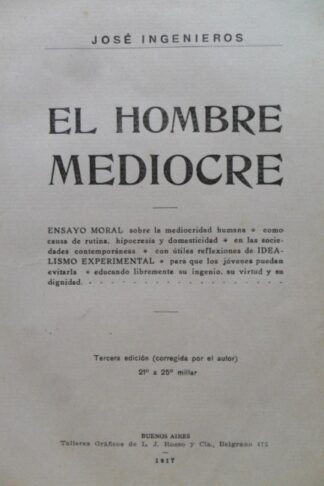 JOSÉ INGENIEROS
EL HOMBRE
MEDIOCRE
ENSAYO MORAL sobre la mediocridad humana * como
causa de rutina, hipocresía y domesticidad * en las socie-
dades contemporáneas * con útiles reflexiones de IDEA-
LISMO EXPERIMENTAL * para que los jóvenes puedan
evitarla * educando libremente su ingenio, su virtud y su
dignidad.
Tercera edición (corregida por el autor)
21º a 25º millar
BUENOS AIRES
Talleres Gráficos de L. J. Rosso y Cía., Belgrano 475
1917